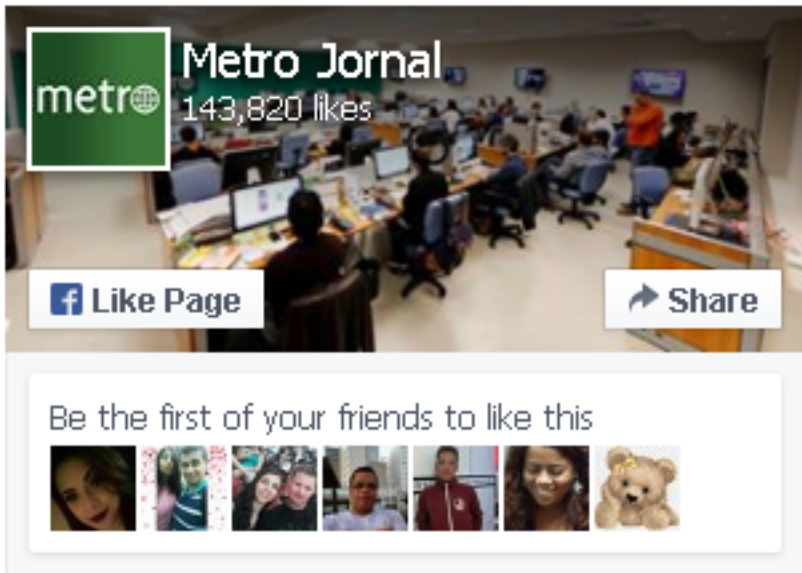 metro
Metro Jornal
143,820 likes
Like Page
Share
Be the first of your friends to like this